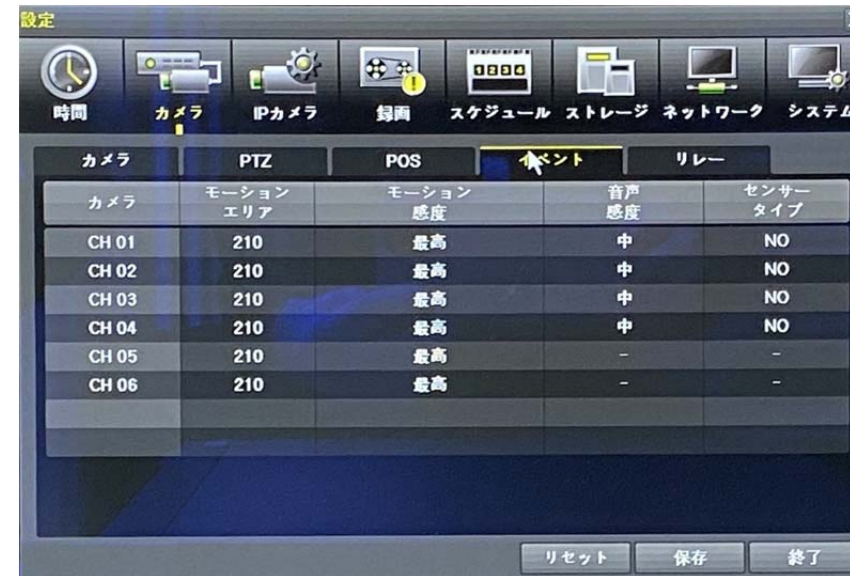 設定
時間 カメラ IPカメラ 録画 スケジュール ストレージ ネットワーク システム
カメラ PTZ POS イベント リレー
カメラ モーション エリア モーション 感度 音声 感度 センサー タイプ
CH 01 210 最高 中 NO
CH 02 210 最高 中 NO
CH 03 210 最高 中 NO
CH 04 210 最高 中 NO
CH 05 210 最高 - -
CH 06 210 最高 - -
リセット 保存 終了